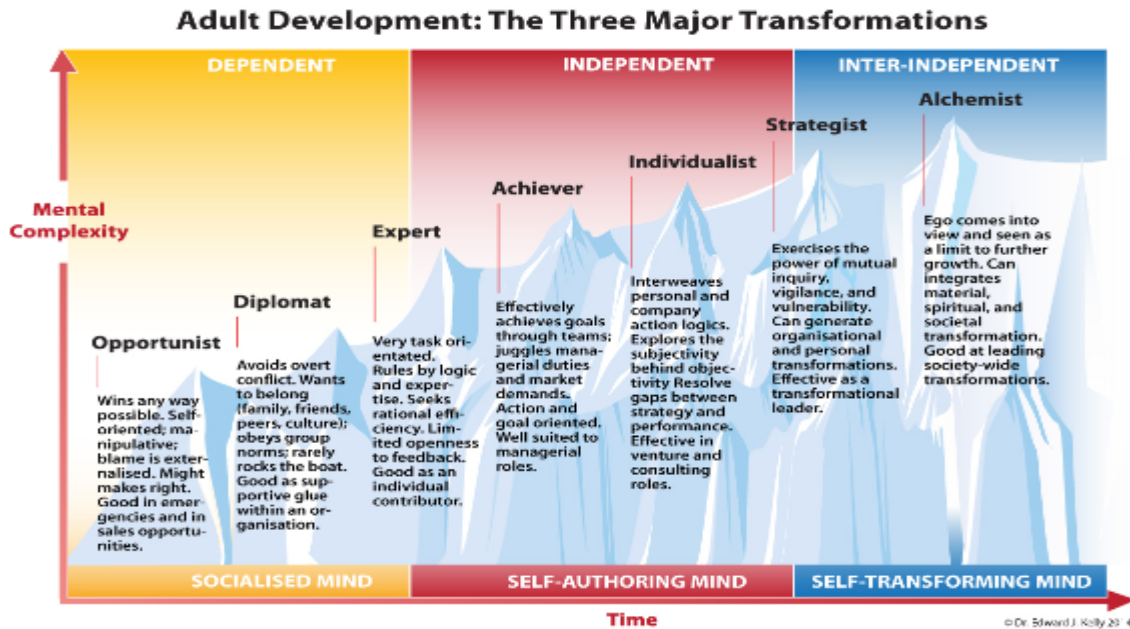 Adult Development: The Three Major Transformations
DEPENDENT
INDEPENDENT
INTER-INDEPENDENT
Mental
Complexity
Opportunist
Wins any way
possible. Self-
oriented; ma-
nipulative;
blame is exter-
nalised. Might
makes right.
Good in emer-
gencies and in
sales opportu-
nities.
Diplomat
Avoids overt
conflict. Wants
to belong
(family, friends,
peers, culture);
obeys group
norms; rarely
rocks the boat.
Good as sup-
portive glue
within an or-
ganisation.
Expert
Very task ori-
entated.
Rules by logic
and exper-
tise. Seeks
rational effi-
ciency. Lim-
ited openness
to feedback.
Good as an
individual
contributor.
Achiever
Effectively
achieves goals
through teams;
juggles mana-
gerial duties
and market
demands.
Action and
goal oriented.
Well suited to
managerial
roles.
Individualist
Interweaves
personal and
company
action logics.
Explores the
subjectivity
behind objec-
tivity Resolve
gaps between
strategy and
performance.
Effective in
venture and
consulting
roles.
Strategist
Exercises the
power of mutual
inquiry,
vigilance, and
vulnerability.
Can generate
organisational
and personal
transformations.
Effective as a
transformational
leader.
Alchemist
Ego comes into
view and seen as
a limit to further
growth. Can
integrates
material,
spiritual, and
societal
transformation.
Good at leading
society-wide
transformations.
SOCIALISED MIND
SELF-AUTHORING MIND
SELF-TRANSFORMING MIND
Time
© Dr. Edward J. Kelly